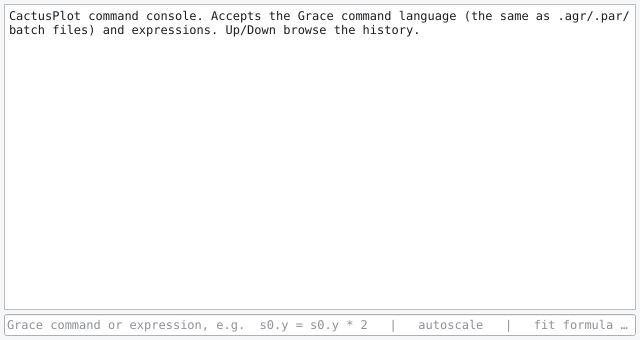 CactusPlot command console. Accepts the Grace command language (the same as .agr/.par/
batch files) and expressions. Up/Down browse the history.
Grace command or expression, e.g.  s0.y = s0.y * 2   |   autoscale   |   fit formula …